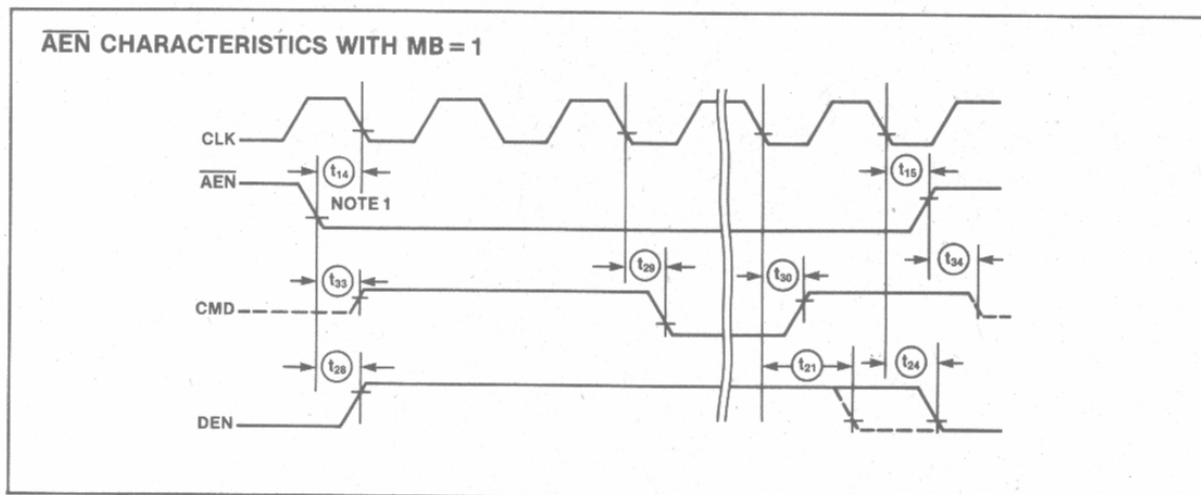 AEN CHARACTERISTICS WITH MB = 1
CLK
t14
t15
AEN
NOTE 1
t29
t30
t34
t33
CMD
t28
t21
t24
DEN